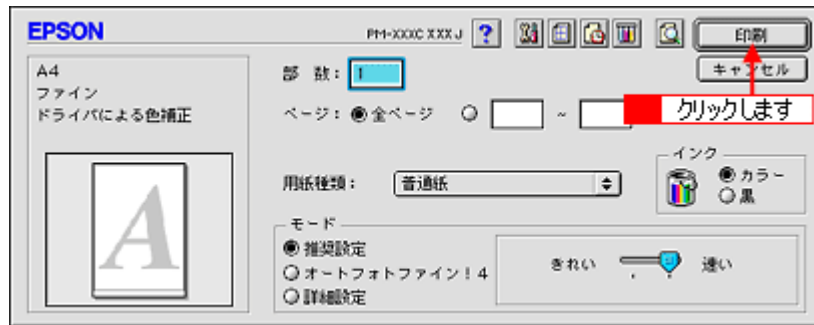 EPSON
PM-XXXC XXX J
?
印刷
A4
ファイン
ドライバによる色補正
部 数: 1
キャンセル
ページ: 全ページ ~
クリックします
用紙種類: 普通紙
インク
カラー
黒
モード
推奨設定
オートフォトファイン!4
詳細設定
きれい 速い
A